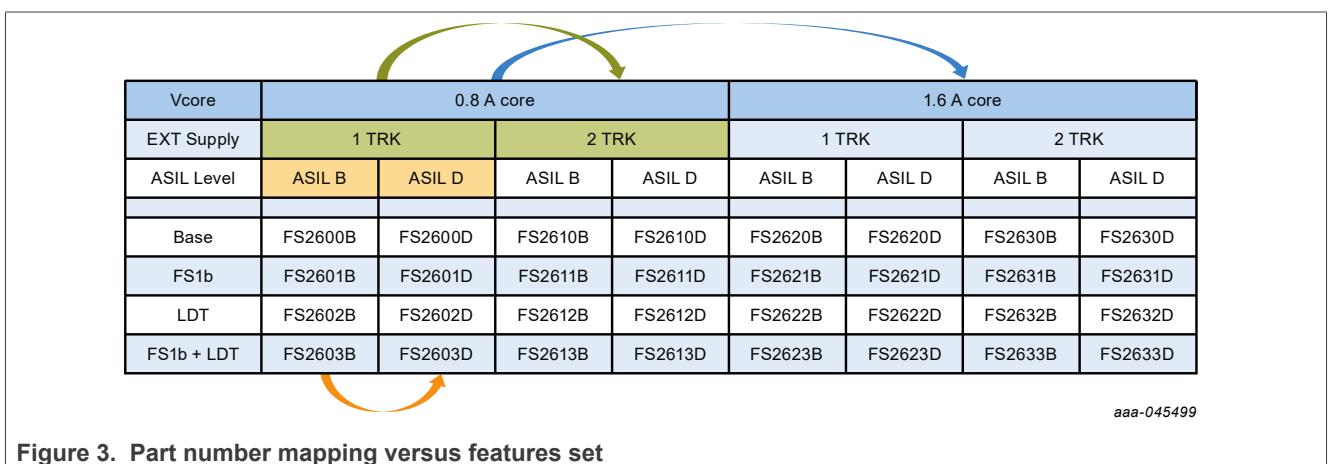 Vcore 0.8 A core 1.6 A core
EXT Supply 1 TRK 2 TRK 1 TRK 2 TRK
ASIL Level ASIL B ASIL D ASIL B ASIL D ASIL B ASIL D ASIL B ASIL D
Base FS2600B FS2600D FS2610B FS2610D FS2620B FS2620D FS2630B FS2630D
FS1b FS2601B FS2601D FS2611B FS2611D FS2621B FS2621D FS2631B FS2631D
LDT FS2602B FS2602D FS2612B FS2612D FS2622B FS2622D FS2632B FS2632D
FS1b + LDT FS2603B FS2603D FS2613B FS2613D FS2623B FS2623D FS2633B FS2633D
aaa-045499
Figure 3. Part number mapping versus features set